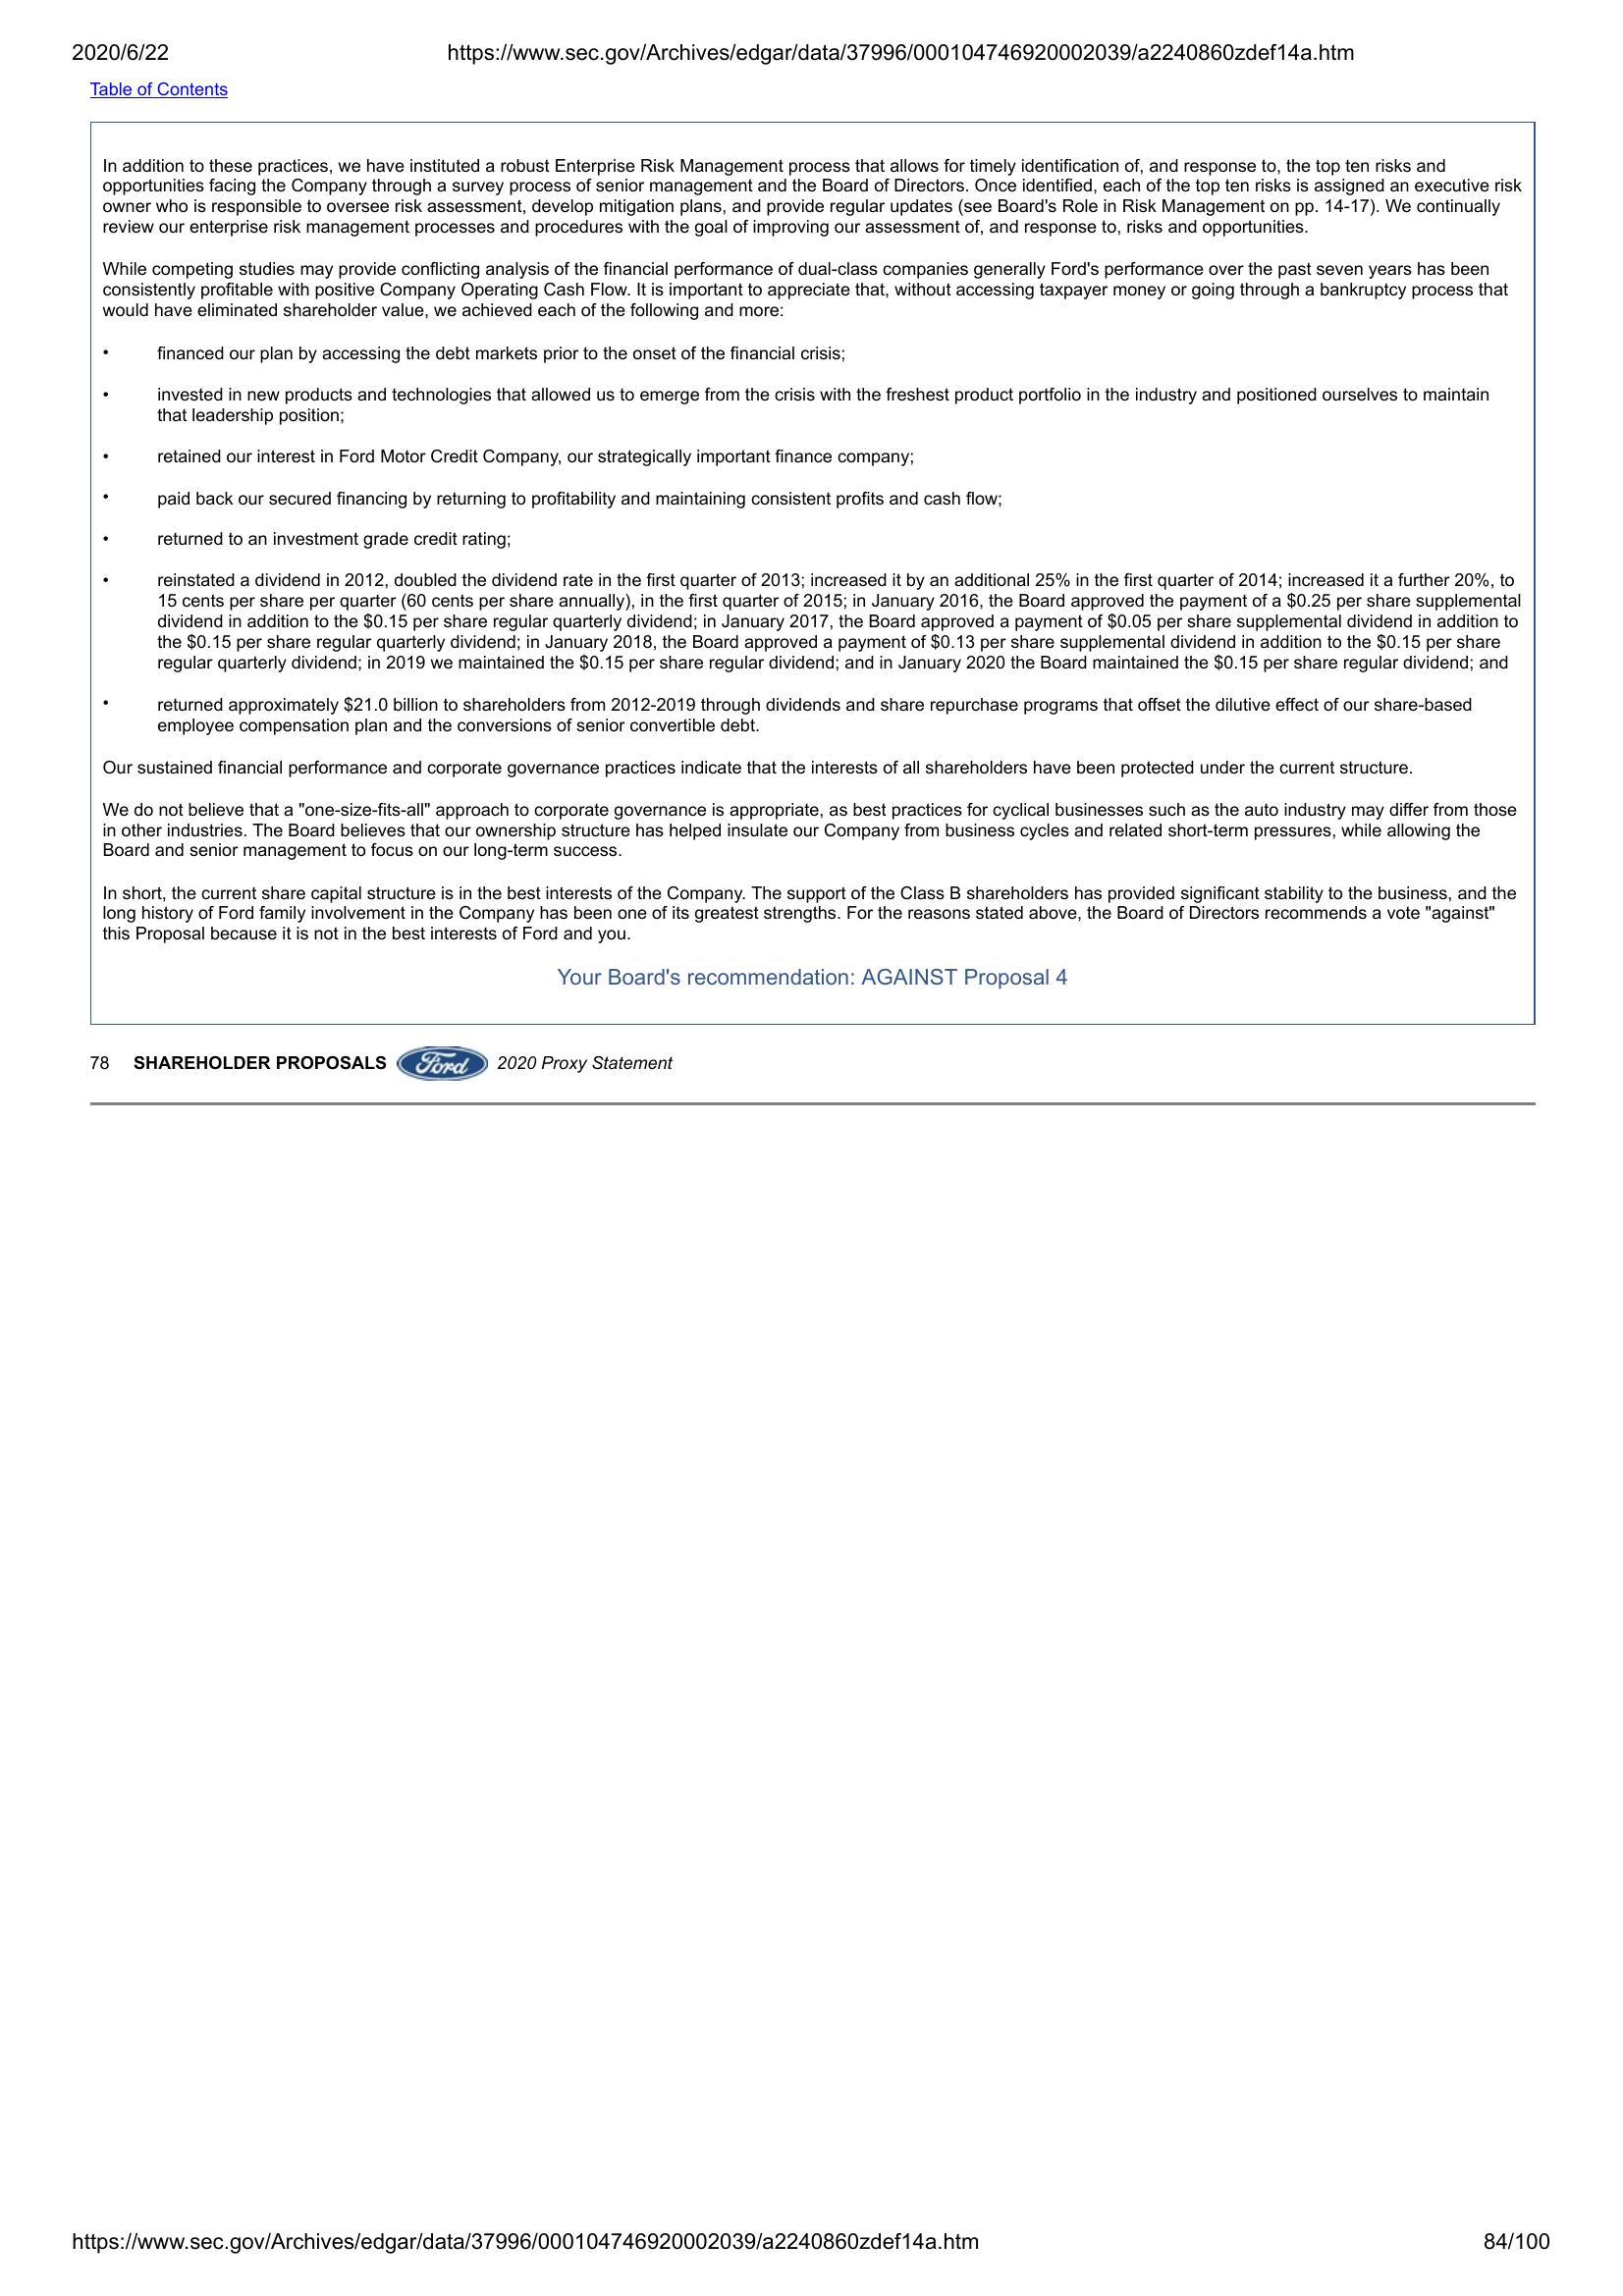 2020/6/22 https://www.sec.gov/Archives/edgar/data/37996/000104746920002039/a2240860zdef14a.htm
Table of Contents
In addition to these practices, we have instituted a robust Enterprise Risk Management process that allows for timely identification of, and response to, the top ten risks and
opportunities facing the Company through a survey process of senior management and the Board of Directors. Once identified, each of the top ten risks is assigned an executive risk
owner who is responsible to oversee risk assessment, develop mitigation plans, and provide regular updates (see Board's Role in Risk Management on pp. 14-17). We continually
review our enterprise risk management processes and procedures with the goal of improving our assessment of, and response to, risks and opportunities.
While competing studies may provide conflicting analysis of the financial performance of dual-class companies generally Ford's performance over the past seven years has been
consistently profitable with positive Company Operating Cash Flow. It is important to appreciate that, without accessing taxpayer money or going through a bankruptcy process that
would have eliminated shareholder value, we achieved each of the following and more:
• financed our plan by accessing the debt markets prior to the onset of the financial crisis;
• invested in new products and technologies that allowed us to emerge from the crisis with the freshest product portfolio in the industry and positioned ourselves to maintain
that leadership position;
• retained our interest in Ford Motor Credit Company, our strategically important finance company;
• paid back our secured financing by returning to profitability and maintaining consistent profits and cash flow;
• returned to an investment grade credit rating;
• reinstated a dividend in 2012, doubled the dividend rate in the first quarter of 2013; increased it by an additional 25% in the first quarter of 2014; increased it a further 20%, to
15 cents per share per quarter (60 cents per share annually), in the first quarter of 2015; in January 2016, the Board approved the payment of a $0.25 per share supplemental
dividend in addition to the $0.15 per share regular quarterly dividend; in January 2017, the Board approved a payment of $0.05 per share supplemental dividend in addition to
the $0.15 per share regular quarterly dividend; in January 2018, the Board approved a payment of $0.13 per share supplemental dividend in addition to the $0.15 per share
regular quarterly dividend; in 2019 we maintained the $0.15 per share regular dividend; and in January 2020 the Board maintained the $0.15 per share regular dividend; and
• returned approximately $21.0 billion to shareholders from 2012-2019 through dividends and share repurchase programs that offset the dilutive effect of our share-based
employee compensation plan and the conversions of senior convertible debt.
Our sustained financial performance and corporate governance practices indicate that the interests of all shareholders have been protected under the current structure.
We do not believe that a "one-size-fits-all" approach to corporate governance is appropriate, as best practices for cyclical businesses such as the auto industry may differ from those
in other industries. The Board believes that our ownership structure has helped insulate our Company from business cycles and related short-term pressures, while allowing the
Board and senior management to focus on our long-term success.
In short, the current share capital structure is in the best interests of the Company. The support of the Class B shareholders has provided significant stability to the business, and the
long history of Ford family involvement in the Company has been one of its greatest strengths. For the reasons stated above, the Board of Directors recommends a vote "against"
this Proposal because it is not in the best interests of Ford and you.
Your Board's recommendation: AGAINST Proposal 4
78 SHAREHOLDER PROPOSALS Ford 2020 Proxy Statement
https://www.sec.gov/Archives/edgar/data/37996/000104746920002039/a2240860zdef14a.htm 84/100